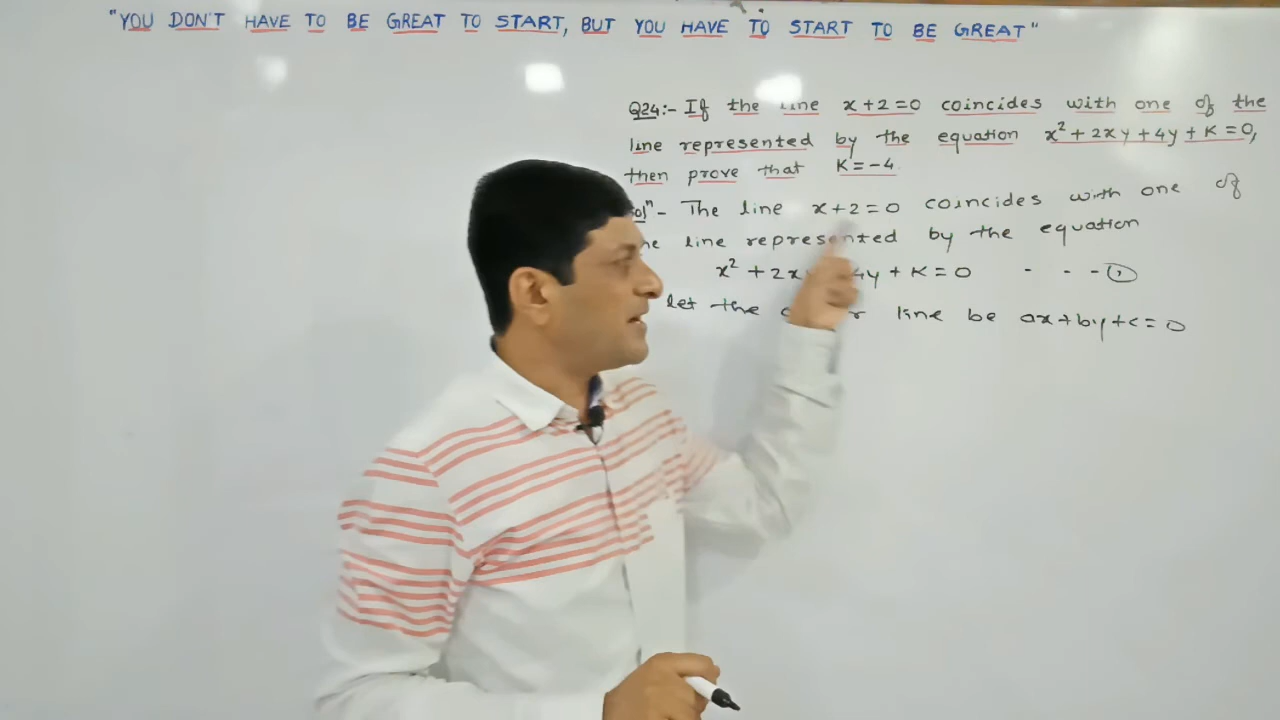 "YOU DON'T HAVE TO BE GREAT TO START, BUT YOU HAVE TO START TO BE GREAT"
Q24:- If the line x+2=0 coincides with one of the
line represented by the equation x²+2xy+4y+K=0,
then prove that K=-4
Solⁿ- The line x+2=0 coincides with one of
line represented by the equation
x² + 2xy 4y + K = 0 - - - ①
let the line be ax+by+c=0